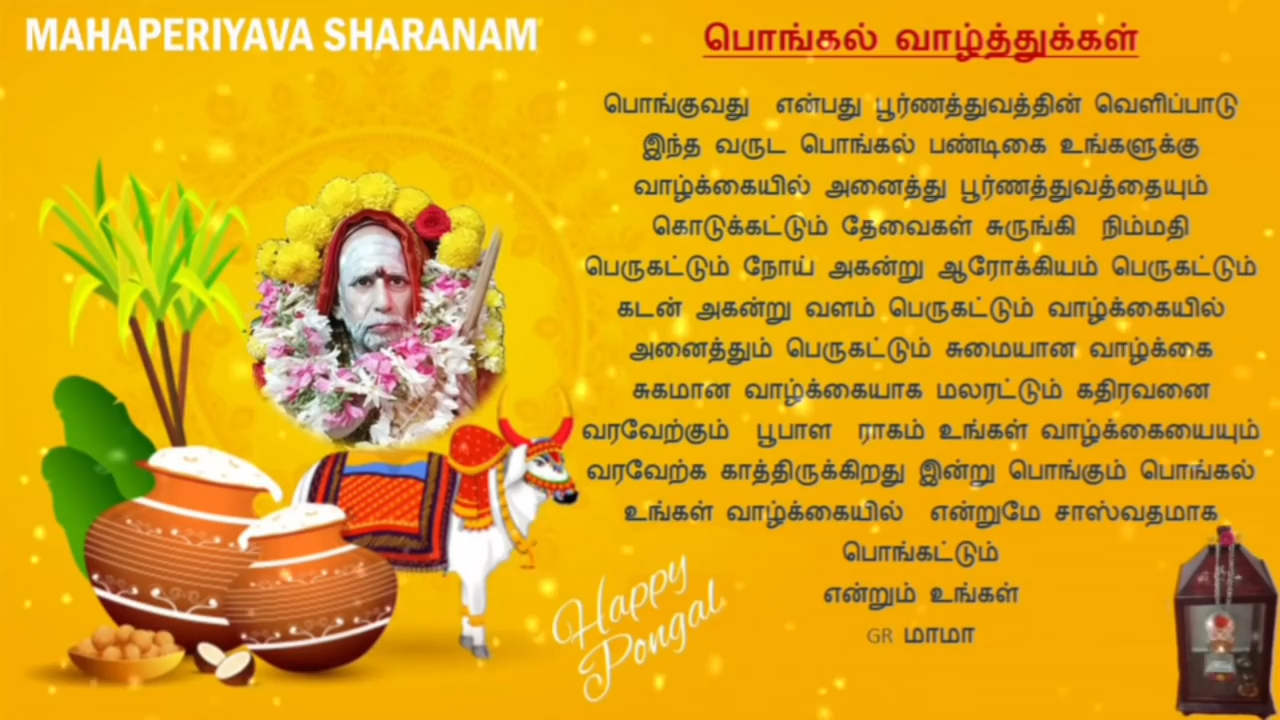 MAHAPERIYAVA SHARANAM
பொங்கல் வாழ்த்துக்கள்
பொங்குவது என்பது பூர்ணத்துவத்தின் வெளிப்பாடு
இந்த வருட பொங்கல் பண்டிகை உங்களுக்கு
வாழ்க்கையில் அனைத்து பூர்ணத்துவத்தையும்
கொடுக்கட்டும் தேவைகள் சுருங்கி நிம்மதி
பெருகட்டும் நோய் அகன்று ஆரோக்கியம் பெருகட்டும்
கடன் அகன்று வளம் பெருகட்டும் வாழ்க்கையில்
அனைத்தும் பெருகட்டும் சுமையான வாழ்க்கை
சுகமான வாழ்க்கையாக மலரட்டும் கதிரவனை
வரவேற்கும் பூபாள ராகம் உங்கள் வாழ்க்கையையும்
வரவேற்க காத்திருக்கிறது இன்று பொங்கும் பொங்கல்
உங்கள் வாழ்க்கையில் என்றுமே சாஸ்வதமாக
பொங்கட்டும்
என்றும் உங்கள்
GR மாமா
Happy
Pongal